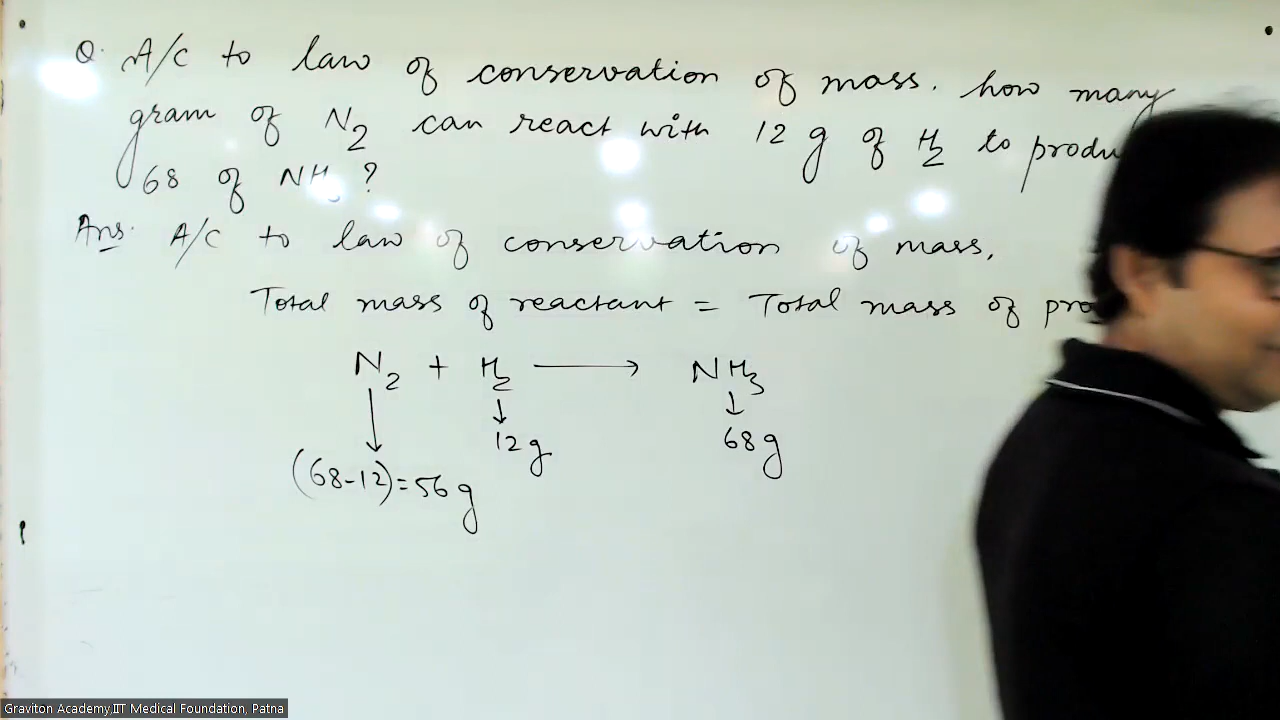 Q. A/C to law of conservation of mass. how many
gram of N2 can react with 12 g of H2 to
68 of NH3 ?
Ans. A/C to law of conservation of mass,
Total mass of reactant = Total mass of
N2 + H2 → NH3
↓ ↓ ↓
12g 68g
(68-12)=56g
Graviton Academy,IIT Medical Foundation, Patna